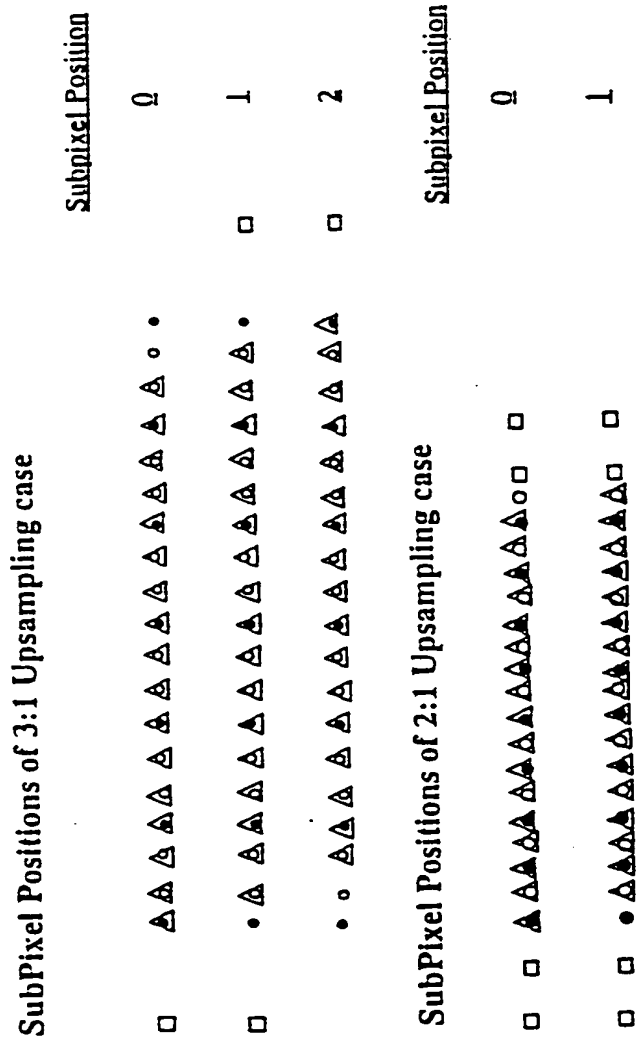 SubPixel Positions of 3:1 Upsampling case
Subpixel Position
0
1
2
SubPixel Positions of 2:1 Upsampling case
Subpixel Position
0
1